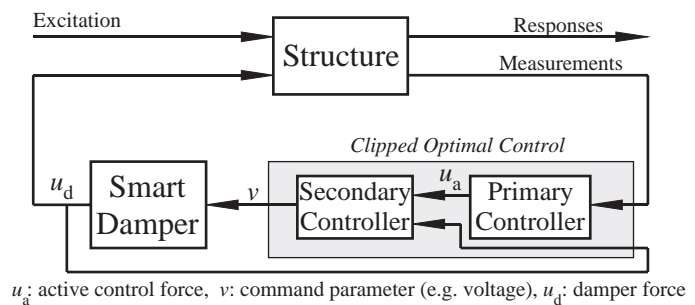 Excitation
Structure
Responses
Measurements
Clipped Optimal Control
u_d
Smart
Damper
v
Secondary
Controller
u_a
Primary
Controller
u_a: active control force, v: command parameter (e.g. voltage), u_d: damper force